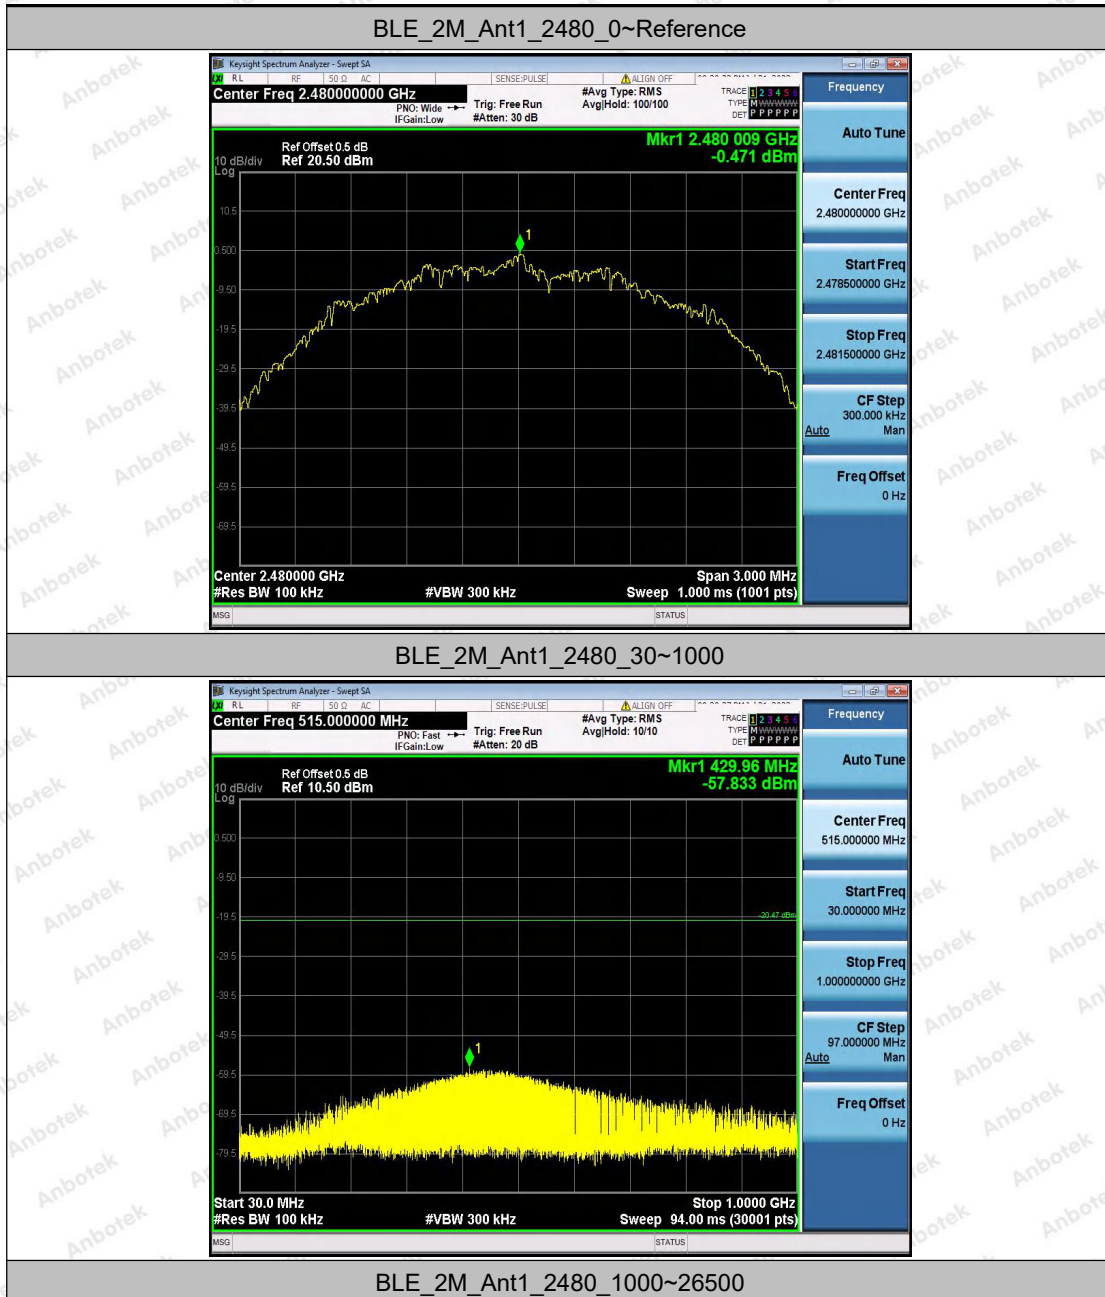 BLE_2M_Ant1_2480_0~Reference
Keysight Spectrum Analyzer - Swept SA
RL RF 50 Ω AC SENSE:PULSE ALIGN OFF
Center Freq 2.480000000 GHz
PNO: Wide
IFGain:Low
Trig: Free Run
#Atten: 30 dB
#Avg Type: RMS
Avg|Hold: 100/100
TRACE 1 2 3 4 5 6
TYPE M WWWWW
DET P P P P P P
Frequency
Ref Offset 0.5 dB
10 dB/div Ref 20.50 dBm
Log
Mkr1 2.480 009 GHz
-0.471 dBm
1
10.5
0.500
-9.50
-19.5
-29.5
-39.5
-49.5
-59.5
-69.5
Center 2.480000 GHz
Span 3.000 MHz
#Res BW 100 kHz
#VBW 300 kHz
Sweep 1.000 ms (1001 pts)
MSG
STATUS
Auto Tune
Center Freq
2.480000000 GHz
Start Freq
2.478500000 GHz
Stop Freq
2.481500000 GHz
CF Step
300.000 kHz
Auto Man
Freq Offset
0 Hz
BLE_2M_Ant1_2480_30~1000
Keysight Spectrum Analyzer - Swept SA
RL RF 50 Ω AC SENSE:PULSE ALIGN OFF
Center Freq 515.000000 MHz
PNO: Fast
IFGain:Low
Trig: Free Run
#Atten: 20 dB
#Avg Type: RMS
Avg|Hold: 10/10
TRACE 1 2 3 4 5 6
TYPE M WWWWW
DET P P P P P P
Frequency
Ref Offset 0.5 dB
10 dB/div Ref 10.50 dBm
Log
Mkr1 429.96 MHz
-57.833 dBm
0.500
-9.50
-19.5
-20.47 dBm
-29.5
-39.5
-49.5
1
-59.5
-69.5
-79.5
Start 30.0 MHz
Stop 1.0000 GHz
#Res BW 100 kHz
#VBW 300 kHz
Sweep 94.00 ms (30001 pts)
MSG
STATUS
Auto Tune
Center Freq
515.000000 MHz
Start Freq
30.000000 MHz
Stop Freq
1.000000000 GHz
CF Step
97.000000 MHz
Auto Man
Freq Offset
0 Hz
BLE_2M_Ant1_2480_1000~26500
Anbotek